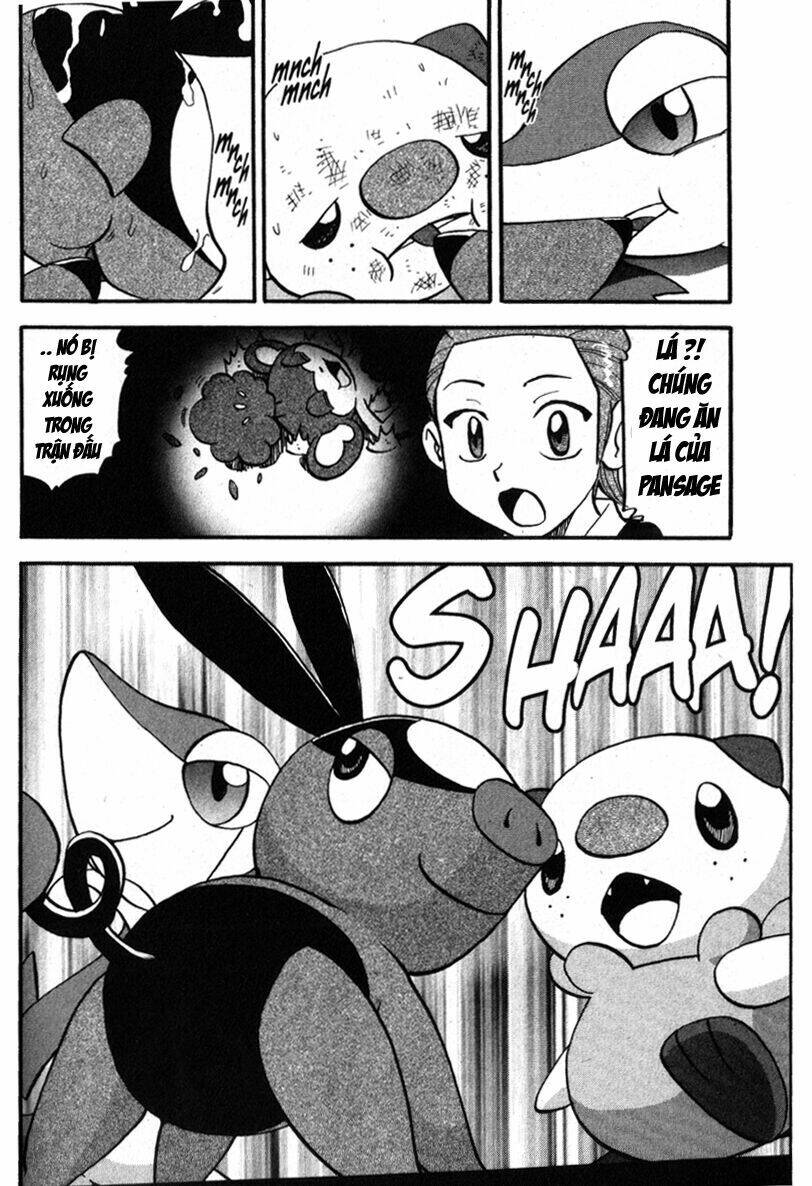 mnch
mnch
mnch
mnch
mnch
mnch
.. NÓ BỊ
RỤNG
XUỐNG
TRONG
TRẬN ĐẤU
LÁ ?!
CHÚNG
ĐANG ĂN
LÁ CỦA
PANSAGE
SHAAA!